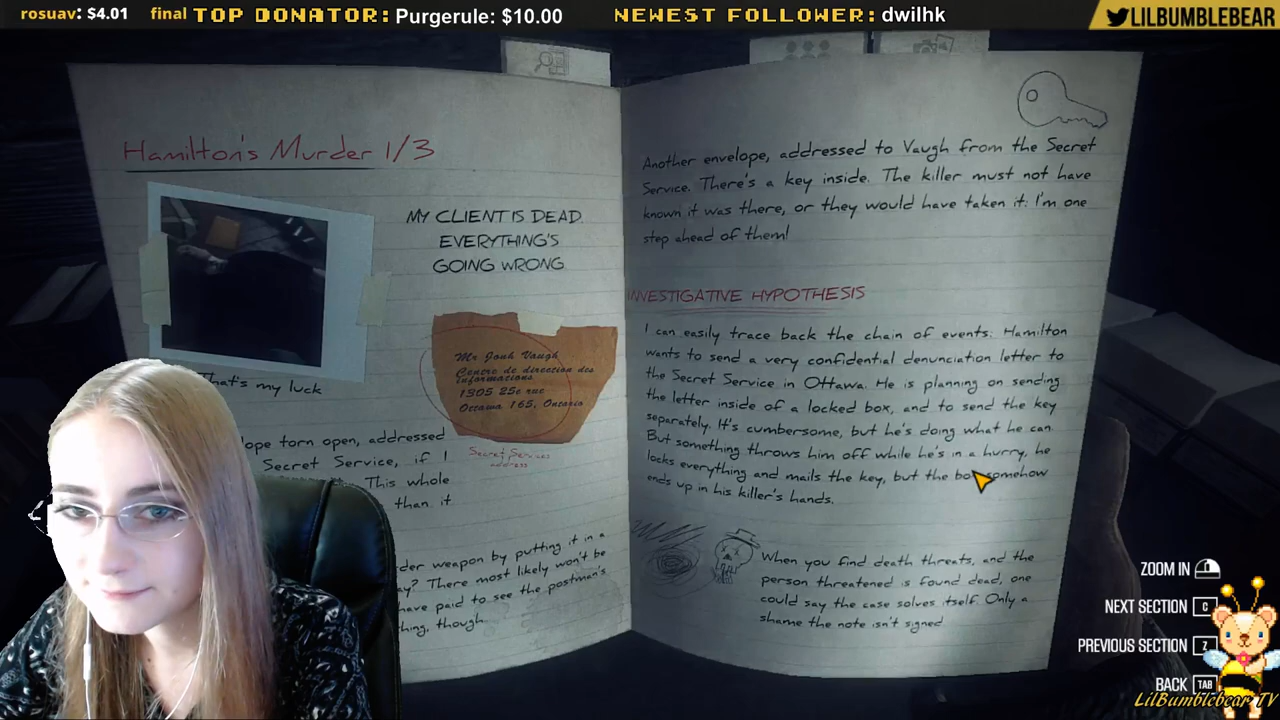 rosuav: $4.01 final TOP DONATOR: Purgerule: $10.00 NEWEST FOLLOWER: dwilhk LILBUMBLEBEAR
Hamilton's Murder 1/3
MY CLIENT IS DEAD.
EVERYTHING'S
GOING WRONG
That's my luck
Mr Jonh Vaugh
Centre de direction des
Informations
1305 25e rue
Ottawa 165, Ontario
Secret Services
address
torn open, addressed
Secret Service, if I
This whole
than it
weapon by putting it in a
There most likely won't be
have paid to see the postman's
though.
Another envelope, addressed to Vaugh from the Secret
Service. There's a key inside. The killer must not have
known it was there, or they would have taken it. I'm one
step ahead of them!
INVESTIGATIVE HYPOTHESIS
I can easily trace back the chain of events: Hamilton
wants to send a very confidential denunciation letter to
the Secret Service in Ottawa. He is planning on sending
the letter inside of a locked box, and to send the key
separately. It's cumbersome, but he's doing what he can.
But something throws him off while he's in a hurry, he
locks everything and mails the key, but the box somehow
ends up in his killer's hands.
When you find death threats, and the
person threatened is found dead, one
could say the case solves itself. Only a
shame the note isn't signed
ZOOM IN
NEXT SECTION C
PREVIOUS SECTION Z
BACK TAB
LilBumblebear TV